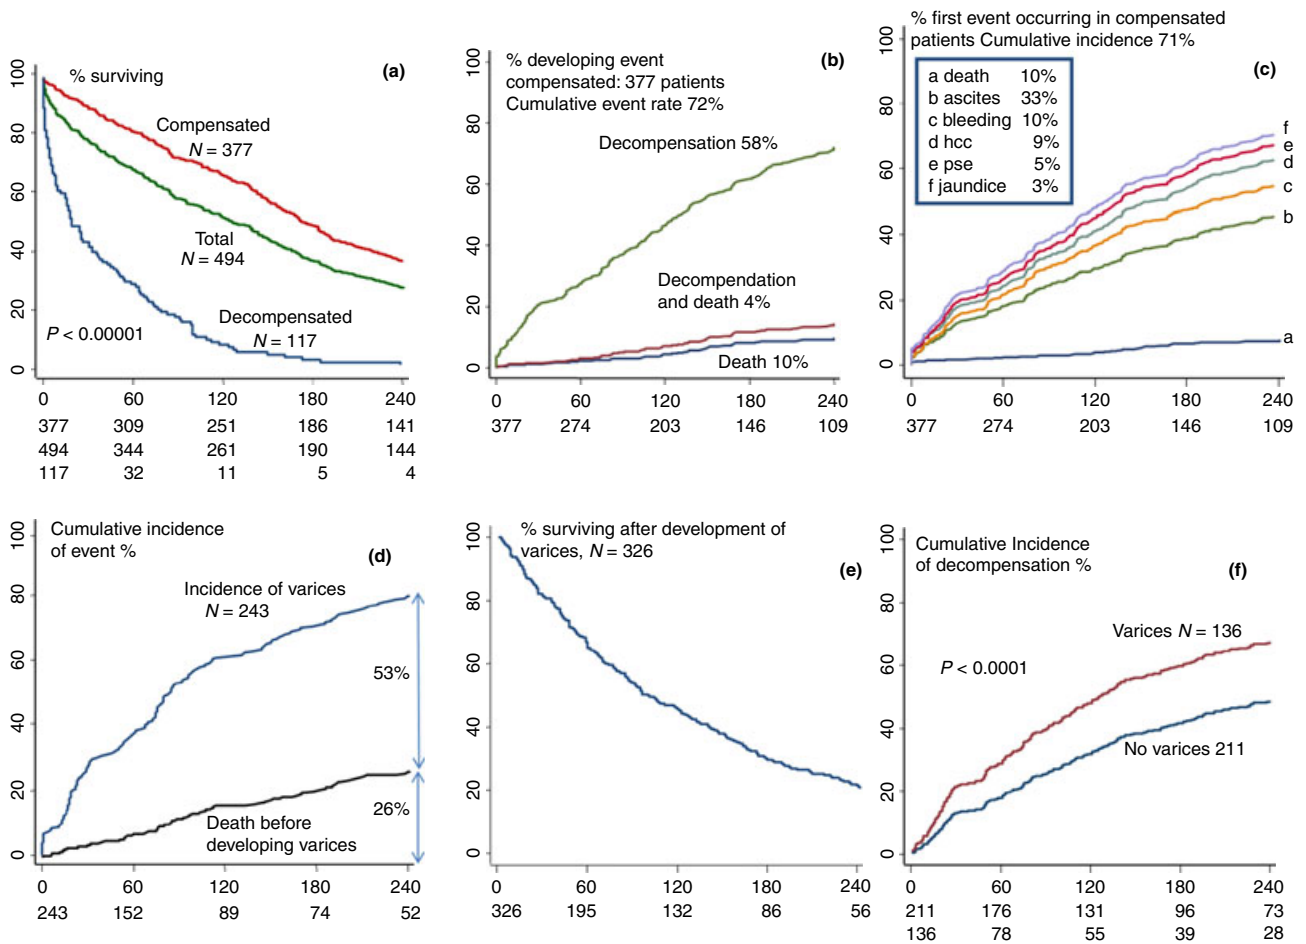 % surviving
(a)
100
80
60
40
20
0
Compensated
N = 377
Total
N = 494
Decompensated
N = 117
P < 0.00001
0 60 120 180 240
377 309 251 186 141
494 344 261 190 144
117 32 11 5 4
% developing event
compensated: 377 patients
Cumulative event rate 72%
(b)
100
80
60
40
20
0
Decompensation 58%
Decompendation
and death 4%
Death 10%
0 60 120 180 240
377 274 203 146 109
% first event occurring in compensated
patients Cumulative incidence 71%
(c)
100
80
60
40
20
0
a death 10%
b ascites 33%
c bleeding 10%
d hcc 9%
e pse 5%
f jaundice 3%
f
e
d
c
b
a
0 60 120 180 240
377 274 203 146 109
Cumulative incidence
of event %
(d)
100
80
60
40
20
0
Incidence of varices
N = 243
53%
26%
Death before
developing varices
0 60 120 180 240
243 152 89 74 52
% surviving after development of
varices, N = 326
(e)
100
80
60
40
20
0
0 60 120 180 240
326 195 132 86 56
Cumulative Incidence
of decompensation %
(f)
100
80
60
40
20
0
Varices N = 136
P < 0.0001
No varices 211
0 60 120 180 240
211 176 131 96 73
136 78 55 39 28